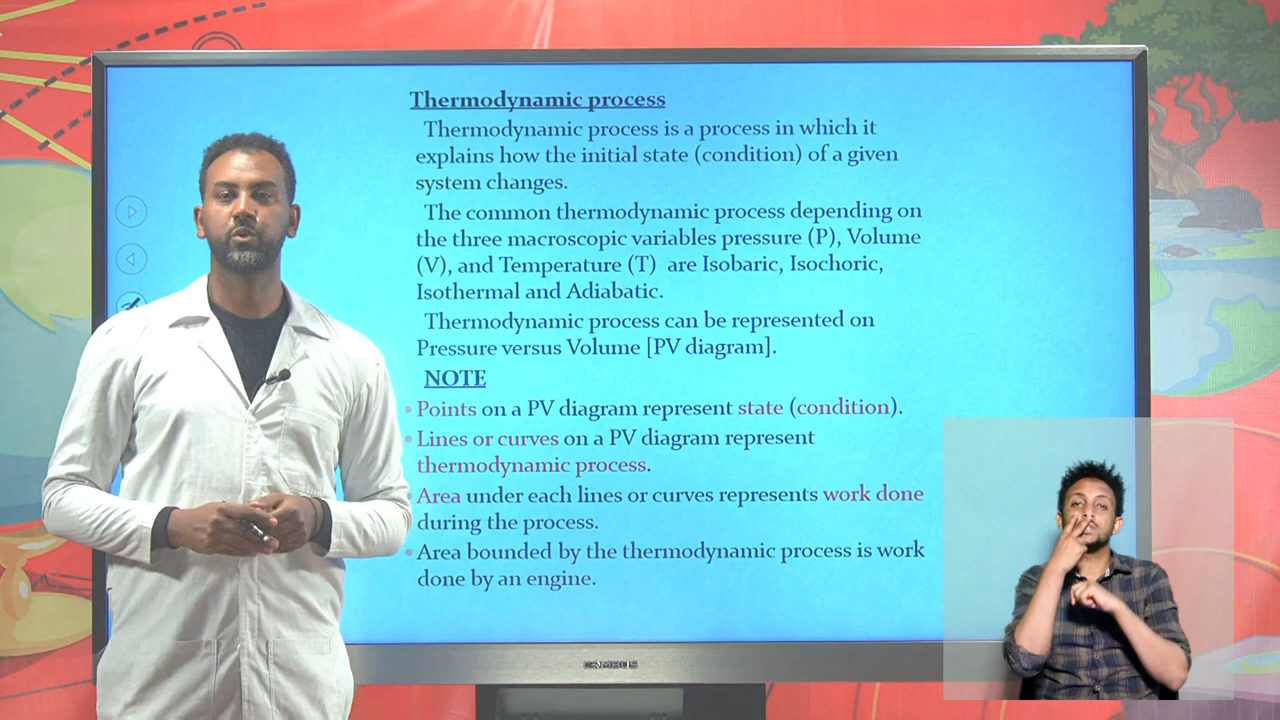 Thermodynamic process
Thermodynamic process is a process in which it
explains how the initial state (condition) of a given
system changes.
The common thermodynamic process depending on
the three macroscopic variables pressure (P), Volume
(V), and Temperature (T) are Isobaric, Isochoric,
Isothermal and Adiabatic.
Thermodynamic process can be represented on
Pressure versus Volume [PV diagram].
NOTE
• Points on a PV diagram represent state (condition).
• Lines or curves on a PV diagram represent
thermodynamic process.
• Area under each lines or curves represents work done
during the process.
• Area bounded by the thermodynamic process is work
done by an engine.